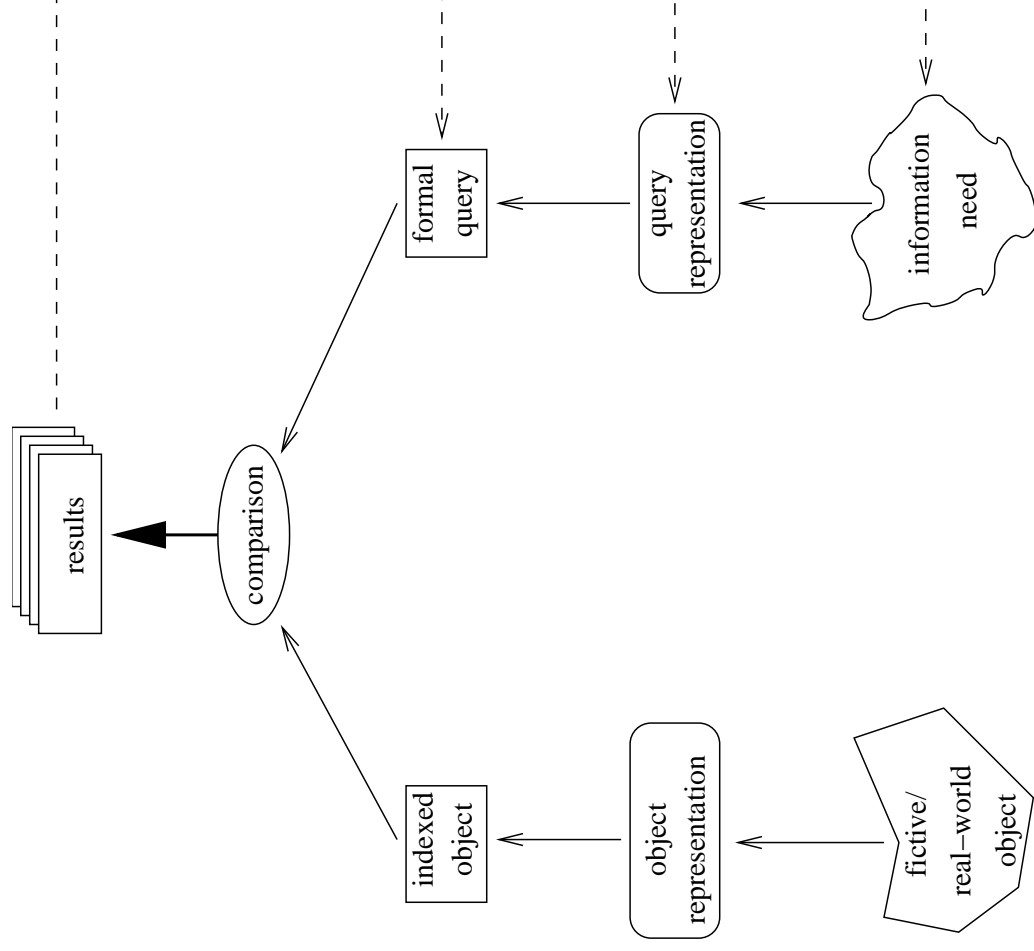 results
comparison
formal
query
indexed
object
query
representation
object
representation
information
need
fictive/
real−world
object